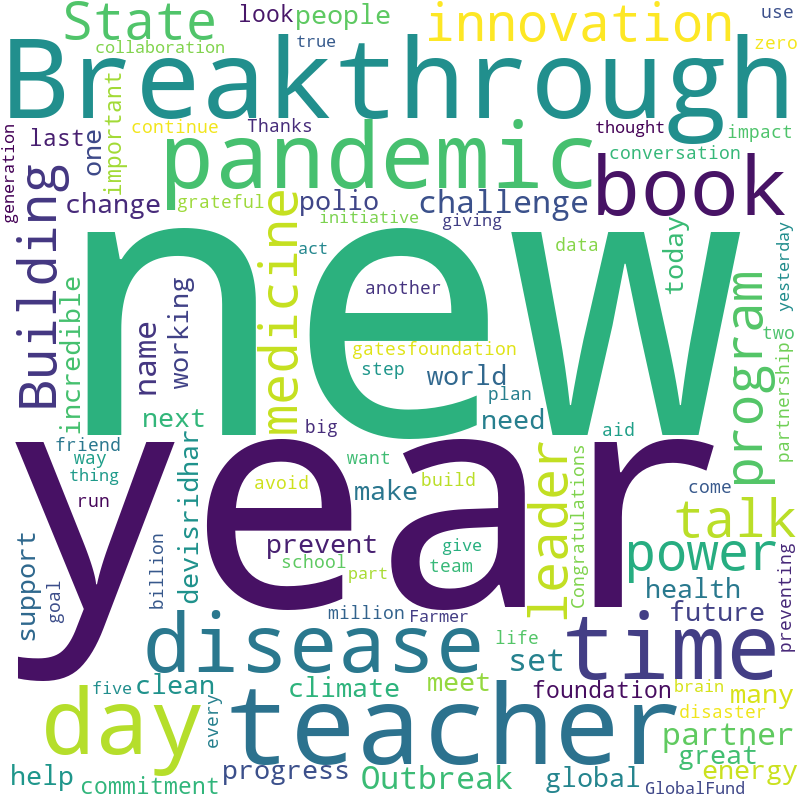 State
look
people
innovation
use
collaboration
true
zero
Breakthrough
generation
laste
one
important
continue
Thanks
thought
impact
pandemic
conversation
book
Building
change
grateful
polio
challenge
initiative
giving
medicine
act
data
today
yesterday
new
incredible
name
working
another
gatesfoundation
step
world
plan
program
two
partnership
next
big
need
aid
friend
way
thing
run
devisridhar
avoid
want
make
build
leader
Congratulations
come
talk
year
support
goal
billion
prevent
school
part
give
team
power
preventing
million
Farmer
health
future
disease
life
set
time
five
clean
climate
meet
foundation
brain
many
day
every
teacher
disaster
partner
great
help
commitment
progress
Outbreak
global
GlobalFund
energy